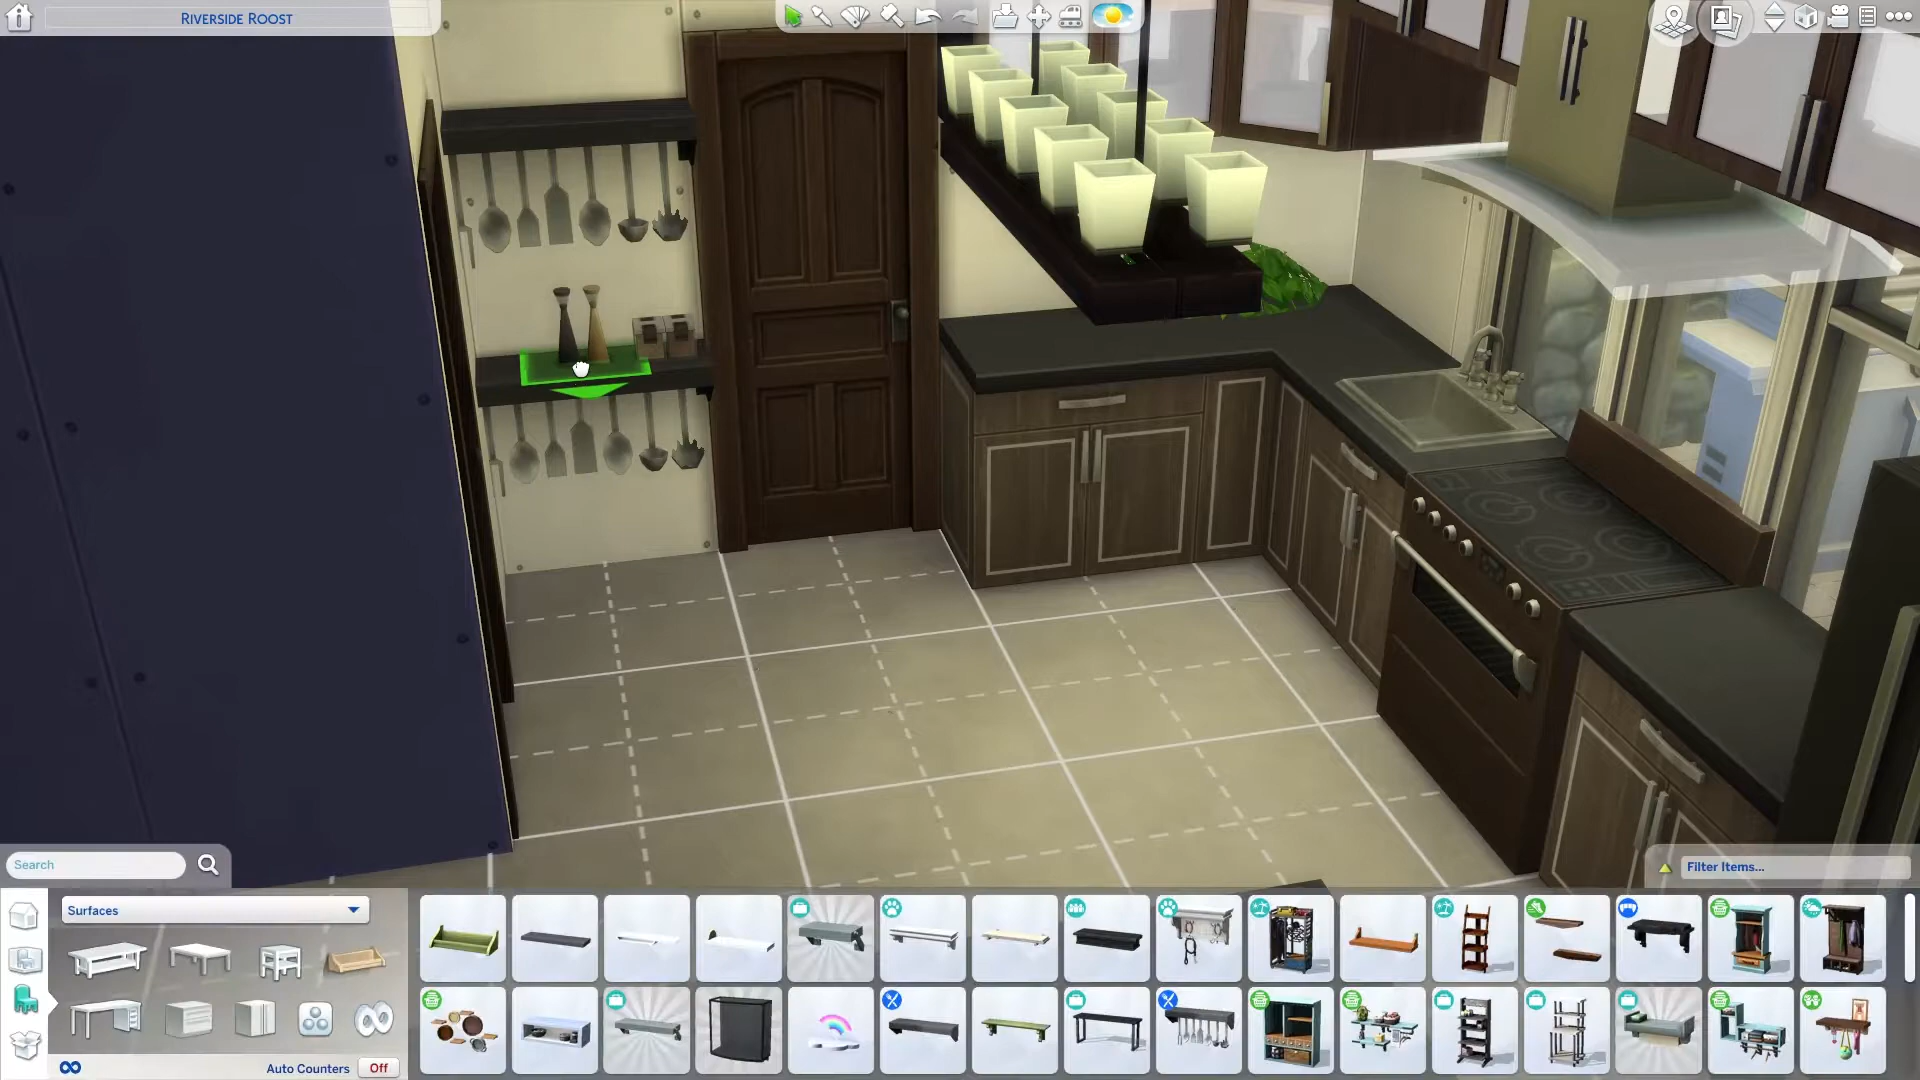 Riverside Roost
Search
Filter Items...
Surfaces
Auto Counters
Off